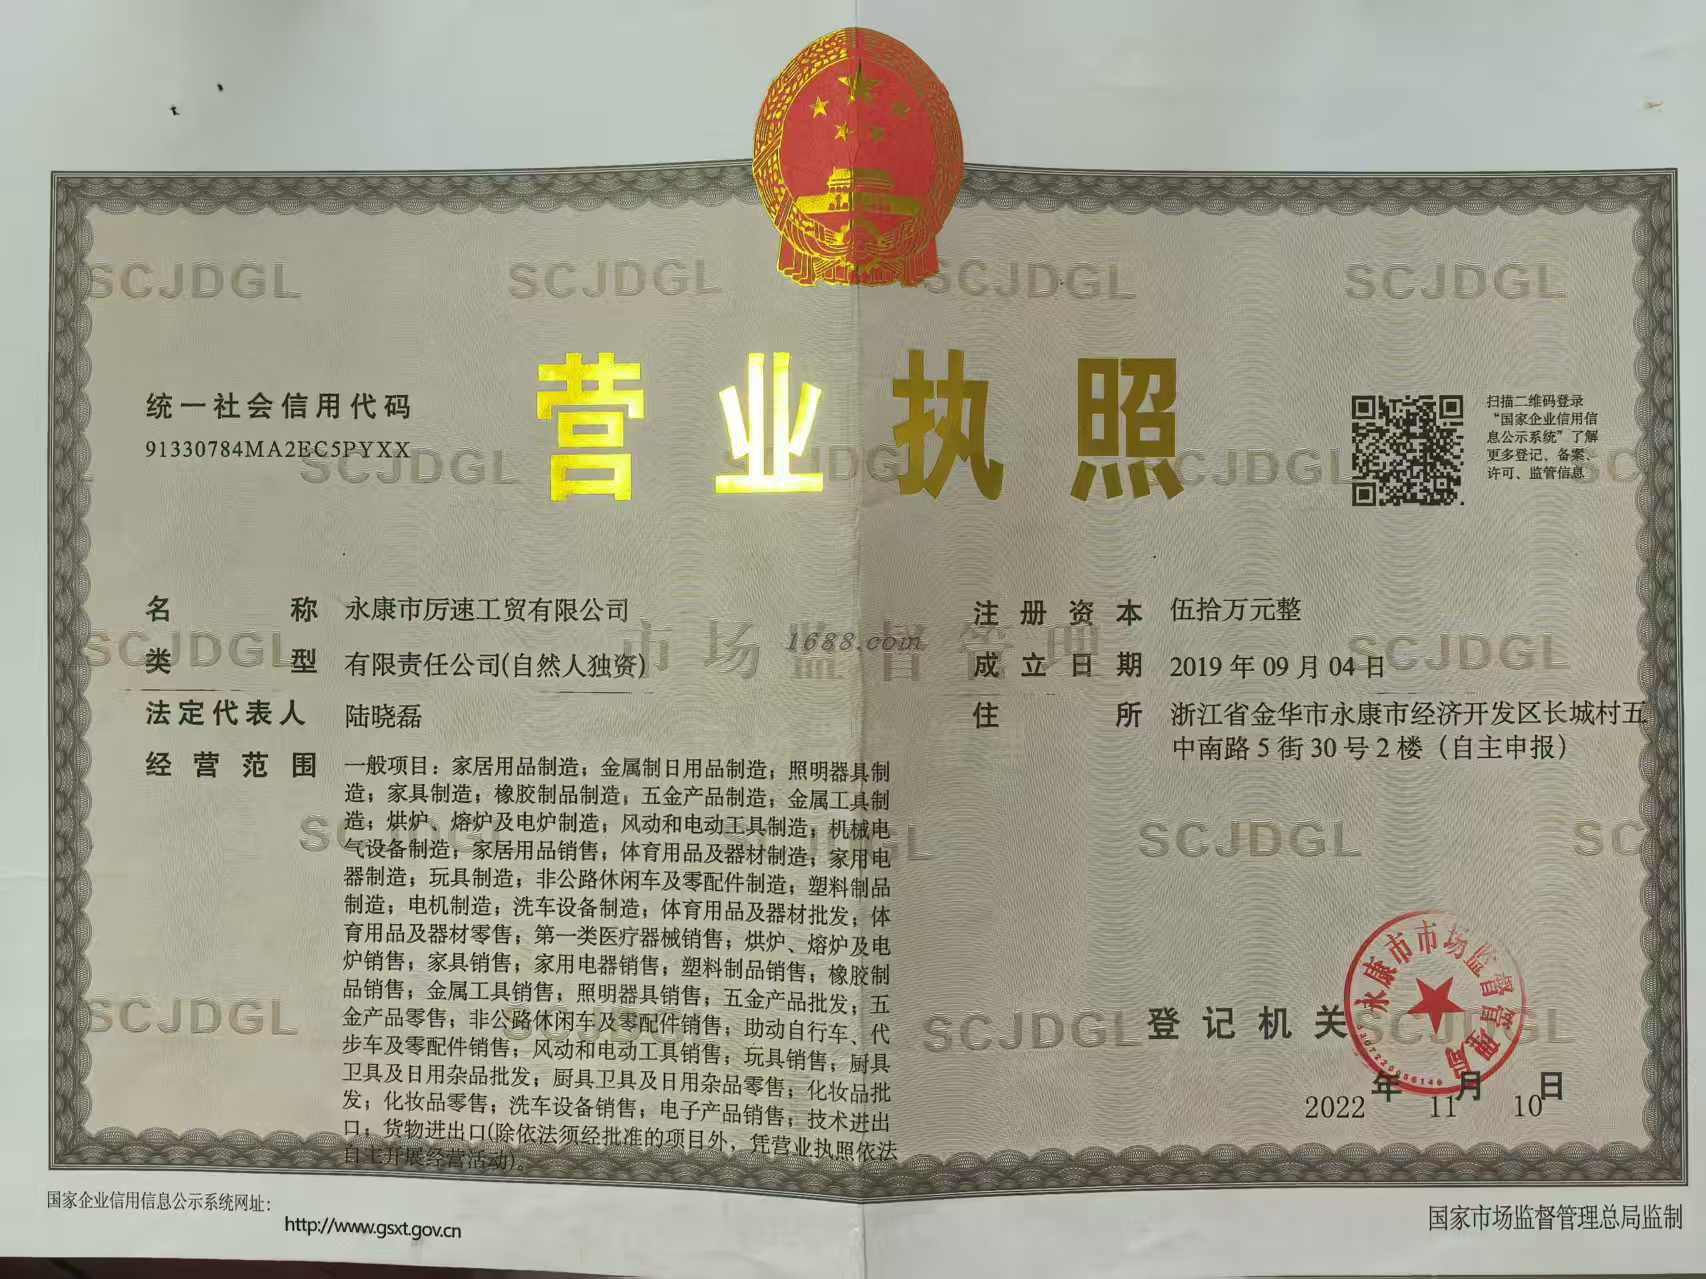 统一社会信用代码
91330784MA2EC5PYXX
营业执照
扫描二维码登录
“国家企业信用信
息公示系统”了解
更多登记、备案、
许可、监管信息
名称 永康市厉速工贸有限公司
类型 有限责任公司(自然人独资)
法定代表人 陆晓磊
经营范围 一般项目：家居用品制造；金属制日用品制造；照明器具制
造；家具制造；橡胶制品制造；五金产品制造；金属工具制
造；烘炉、熔炉及电炉制造；风动和电动工具制造；机械电
气设备制造；家居用品销售；体育用品及器材制造；家用电
器制造；玩具制造；非公路休闲车及零配件制造；塑料制品
制造；电机制造；洗车设备制造；体育用品及器材批发；体
育用品及器材零售；第一类医疗器械销售；烘炉、熔炉及电
炉销售；家具销售；家用电器销售；塑料制品销售；橡胶制
品销售；金属工具销售；照明器具销售；五金产品批发；五
金产品零售；非公路休闲车及零配件销售；助动自行车、代
步车及零配件销售；风动和电动工具销售；玩具销售；厨具
卫具及日用杂品批发；厨具卫具及日用杂品零售；化妆品批
发；化妆品零售；洗车设备销售；电子产品销售；技术进出
口；货物进出口(除依法须经批准的项目外，凭营业执照依法
自主开展经营活动)。
注册资本 伍拾万元整
成立日期 2019 年 09 月 04 日
住所 浙江省金华市永康市经济开发区长城村五
中南路 5 街 30 号 2 楼（自主申报）
市场监督管理
1688.com
SCJDGL
登记机关
永康市市场监督管理局
2022 年 11 月 10 日
国家企业信用信息公示系统网址：
http://www.gsxt.gov.cn
国家市场监督管理总局监制